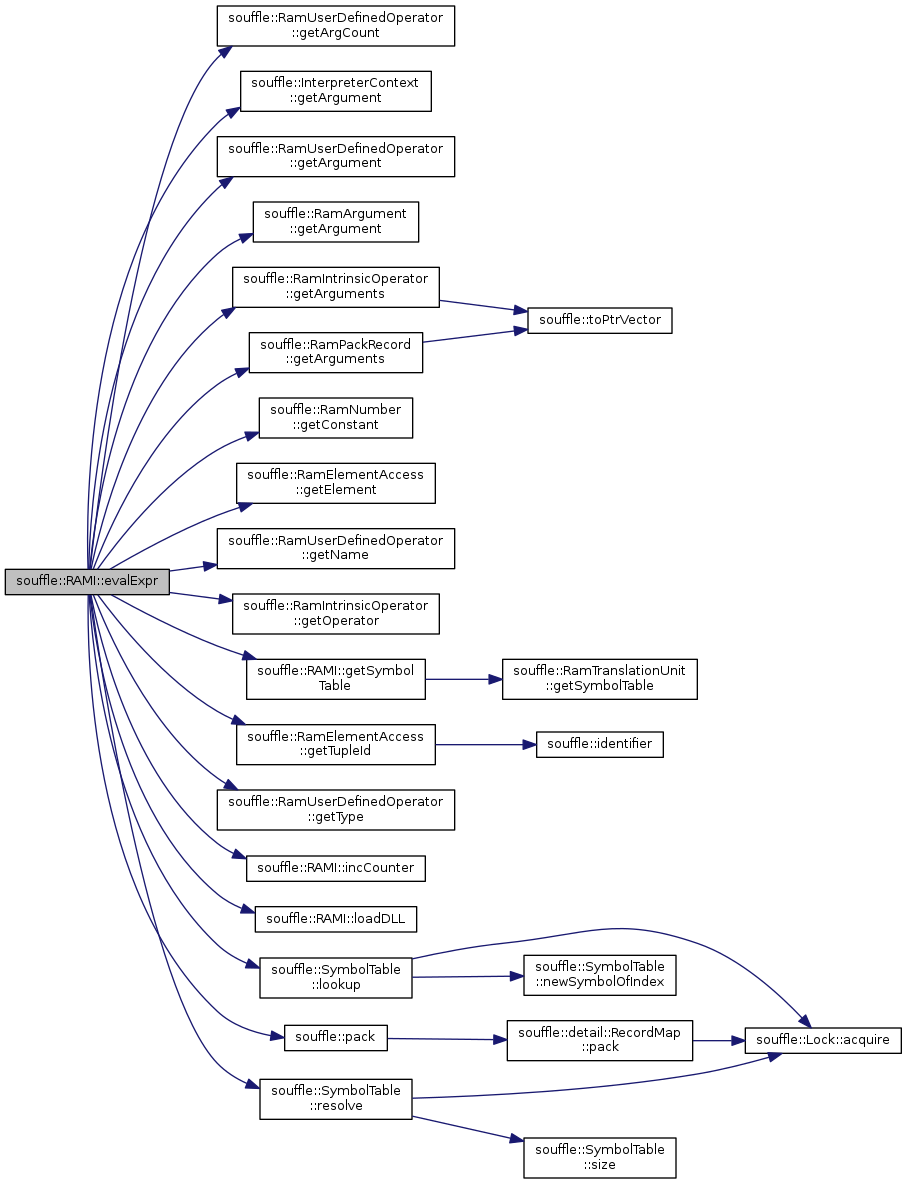 souffle::RamUserDefinedOperator
::getArgCount
souffle::InterpreterContext
::getArgument
souffle::RamUserDefinedOperator
::getArgument
souffle::RamArgument
::getArgument
souffle::RamIntrinsicOperator
::getArguments
souffle::toPtrVector
souffle::RamPackRecord
::getArguments
souffle::RamNumber
::getConstant
souffle::RamElementAccess
::getElement
souffle::RamUserDefinedOperator
::getName
souffle::RAMI::evalExpr
souffle::RamIntrinsicOperator
::getOperator
souffle::RAMI::getSymbol
Table
souffle::RamTranslationUnit
::getSymbolTable
souffle::RamElementAccess
::getTupleId
souffle::identifier
souffle::RamUserDefinedOperator
::getType
souffle::RAMI::incCounter
souffle::RAMI::loadDLL
souffle::SymbolTable
::lookup
souffle::SymbolTable
::newSymbolOfIndex
souffle::pack
souffle::detail::RecordMap
::pack
souffle::Lock::acquire
souffle::SymbolTable
::resolve
souffle::SymbolTable
::size